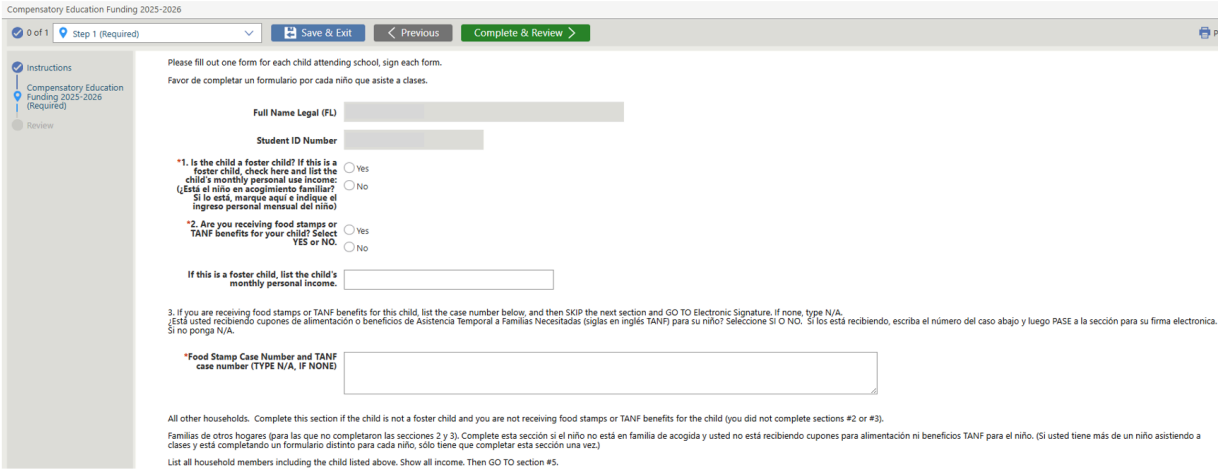 Compensatory Education Funding 2025-2026
0 of 1
Step 1 (Required)
Save & Exit
Previous
Complete & Review
Instructions
Compensatory Education
Funding 2025-2026
(Required)
Review
Please fill out one form for each child attending school, sign each form.
Favor de completar un formulario por cada niño que asiste a clases.
Full Name Legal (FL)
Student ID Number
*1. Is the child a foster child? If this is a
foster child, check here and list the
child's monthly personal use income:
(¿Está el niño en acogimiento familiar?
Si lo está, marque aquí e indique el
ingreso personal mensual del niño)
Yes
No
*2. Are you receiving food stamps or
TANF benefits for your child? Select
YES or NO.
Yes
No
If this is a foster child, list the child's
monthly personal income.
3. If you are receiving food stamps or TANF benefits for this child, list the case number below, and then SKIP the next section and GO TO Electronic Signature. If none, type N/A.
¿Está usted recibiendo cupones de alimentación o beneficios de Asistencia Temporal a Familias Necesitadas (siglas en inglés TANF) para su niño? Seleccione SI O NO. Si los está recibiendo, escriba el número del caso abajo y luego PASE a la sección para su firma electronica.
Si no ponga N/A.
*Food Stamp Case Number and TANF
case number (TYPE N/A, IF NONE)
All other households. Complete this section if the child is not a foster child and you are not receiving food stamps or TANF benefits for the child (you did not complete sections #2 or #3).
Familias de otros hogares (para las que no completaron las secciones 2 y 3). Complete esta sección si el niño no está en familia de acogida y usted no está recibiendo cupones para alimentación ni beneficios TANF para el niño. (Si usted tiene más de un niño asistiendo a
clases y está completando un formulario distinto para cada niño, sólo tiene que completar esta sección una vez.)
List all household members including the child listed above. Show all income. Then GO TO section #5.